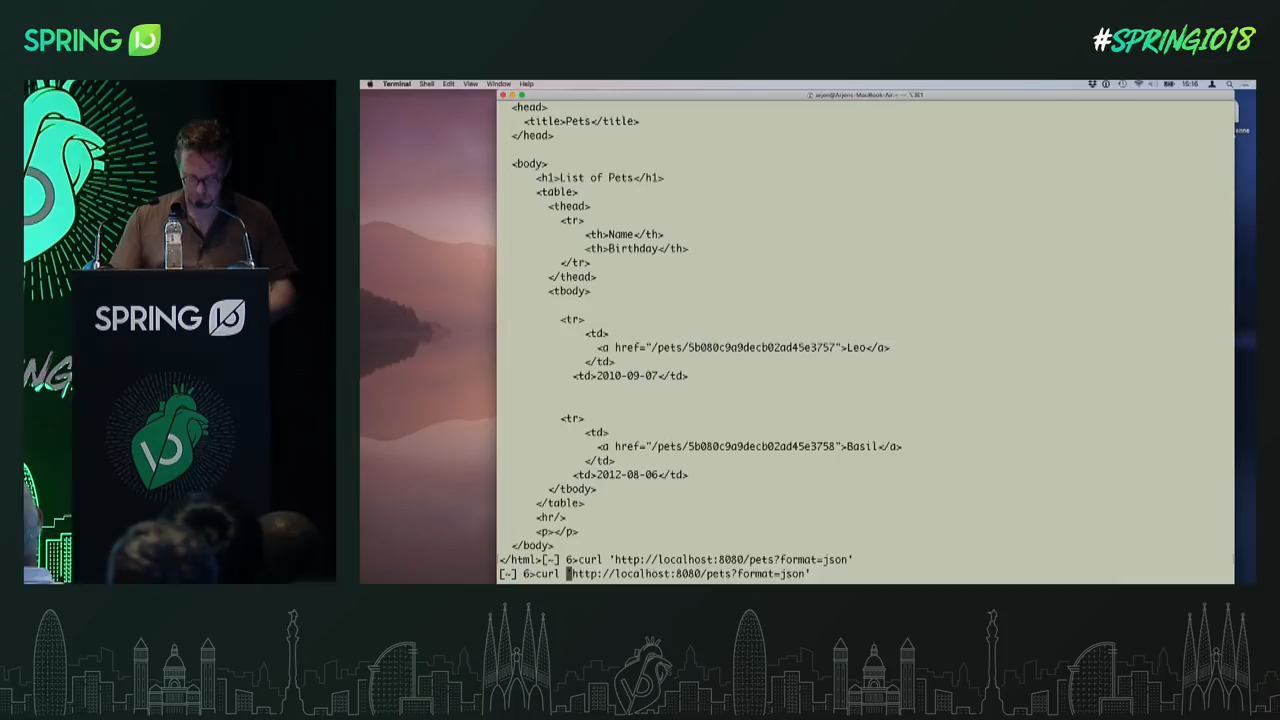 SPRING IO
#SPRINGIO18
SPRING IO
Terminal Shell Edit View Window Help
15:16
<head>
<title>Pets</title>
</head>
<body>
<h1>List of Pets</h1>
<table>
<thead>
<tr>
<th>Name</th>
<th>Birthday</th>
</tr>
</thead>
<tbody>
<tr>
<td>
<a href="/pets/5b080c9a9decb02ad45e3757">Leo</a>
</td>
<td>2010-09-07</td>
<tr>
<td>
<a href="/pets/5b080c9a9decb02ad45e3758">Basil</a>
</td>
<td>2012-08-06</td>
</tbody>
</table>
<hr/>
<p></p>
</body>
</html>[~] 6>curl 'http://localhost:8080/pets?format=json'
[~] 6>curl 'http://localhost:8080/pets?format=json'